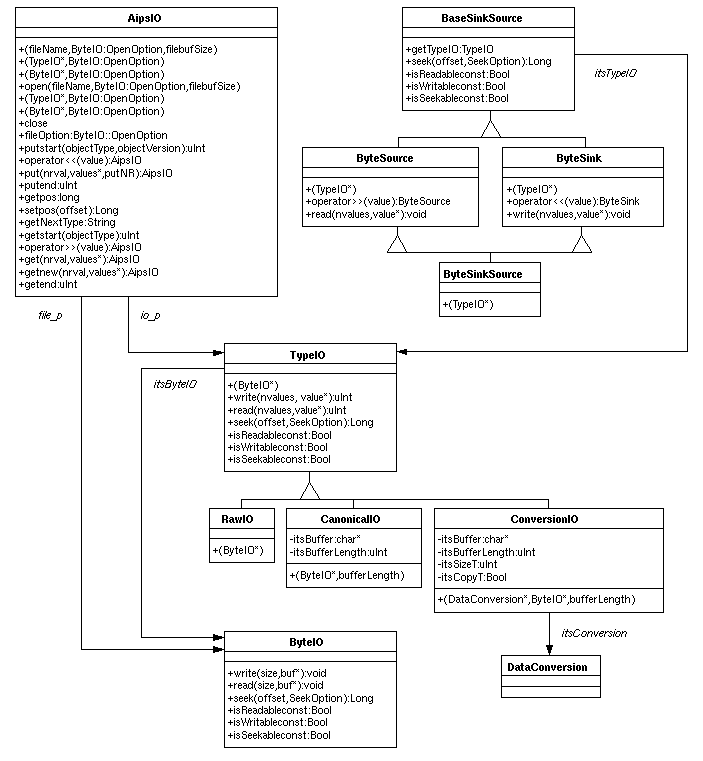 AipsIO
+(fileName,ByteIO:OpenOption,filebufSize)
+(TypeIO*,ByteIO:OpenOption)
+(ByteIO*,ByteIO:OpenOption)
+open(fileName,ByteIO:OpenOption,filebufSize)
+(TypeIO*,ByteIO:OpenOption)
+(ByteIO*,ByteIO:OpenOption)
+close
+fileOption:ByteIO::OpenOption
+putstart(objectType,objectVersion):uInt
+operator<<(value):AipsIO
+put(nrval,values*,putNR):AipsIO
+putend:uInt
+getpos:long
+setpos(offset):Long
+getNextType:String
+getstart(objectType):uInt
+operator>>(value):AipsIO
+get(nrval,values*):AipsIO
+getnew(nrval,values*):AipsIO
+getend:uInt
BaseSinkSource
+getTypeIO:TypeIO
+seek(offset,SeekOption):Long
+isReadableconst:Bool
+isWritableconst:Bool
+isSeekableconst:Bool
itsTypeIO
ByteSource
+(TypeIO*)
+operator>>(value):ByteSource
+read(nvalues,value*):void
ByteSink
+(TypeIO*)
+operator<<(value):ByteSink
+write(nvalues,value*):void
ByteSinkSource
+(TypeIO*)
file_p
io_p
TypeIO
+(ByteIO*)
+write(nvalues, value*):uInt
+read(nvalues,value*):uInt
+seek(offset,SeekOption):Long
+isReadableconst:Bool
+isWritableconst:Bool
+isSeekableconst:Bool
itsByteIO
RawIO
+(ByteIO*)
CanonicalIO
-itsBuffer:char*
-itsBufferLength:uInt
+(ByteIO*,bufferLength)
ConversionIO
-itsBuffer:char*
-itsBufferLength:uInt
-itsSizeT:uInt
-itsCopyT:Bool
+(DataConversion*,ByteIO*,bufferLength)
itsConversion
DataConversion
ByteIO
+write(size,buf*):void
+read(size,buf*):void
+seek(offset,SeekOption):Long
+isReadableconst:Bool
+isWritableconst:Bool
+isSeekableconst:Bool